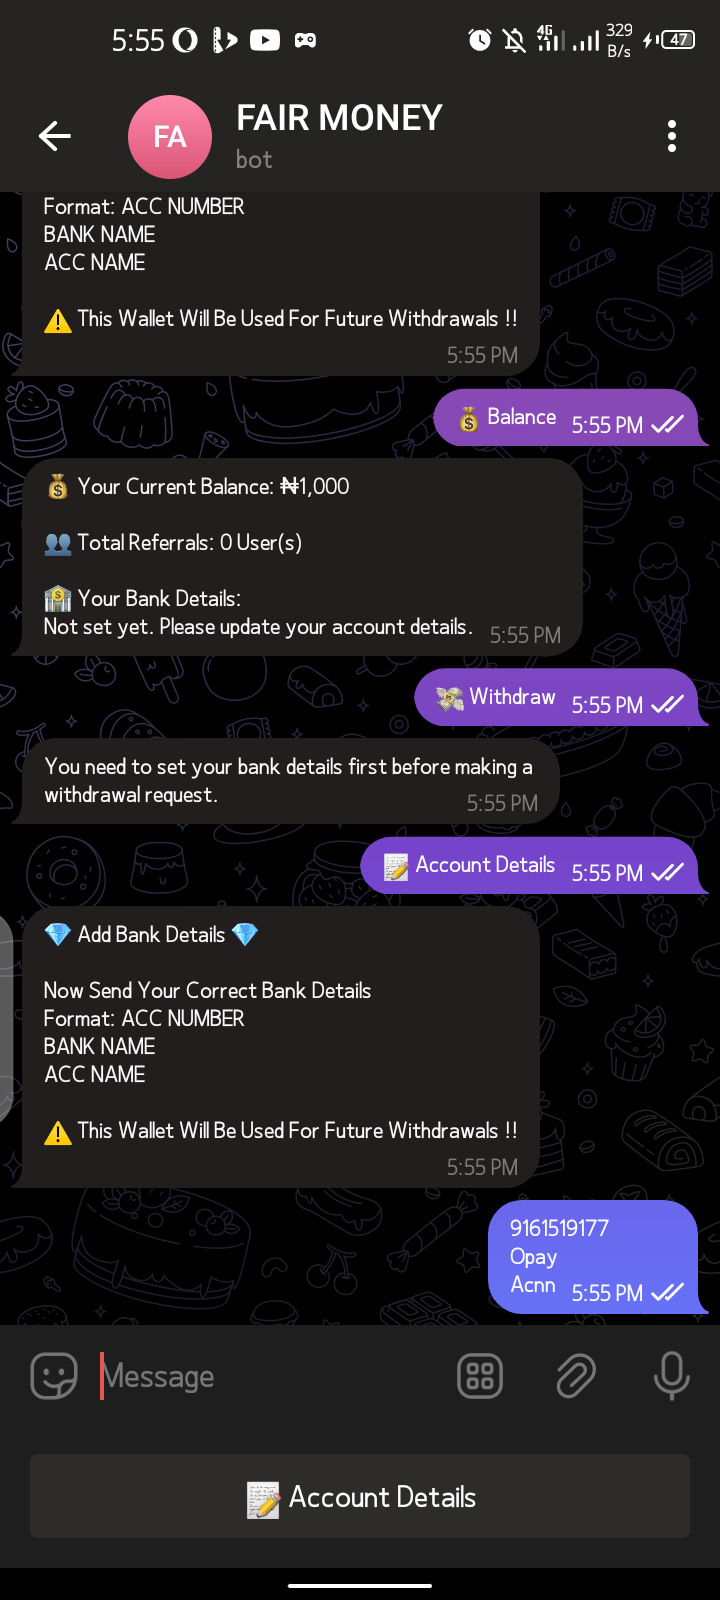 5:55
4G
329
B/s
47
FA
FAIR MONEY
bot
Format: ACC NUMBER
BANK NAME
ACC NAME
⚠️ This Wallet Will Be Used For Future Withdrawals !!
5:55 PM
💰 Balance 5:55 PM
💰 Your Current Balance: ₦1,000
👥 Total Referrals: 0 User(s)
🏦 Your Bank Details:
Not set yet. Please update your account details. 5:55 PM
💸 Withdraw 5:55 PM
You need to set your bank details first before making a
withdrawal request. 5:55 PM
📝 Account Details 5:55 PM
💎 Add Bank Details 💎
Now Send Your Correct Bank Details
Format: ACC NUMBER
BANK NAME
ACC NAME
⚠️ This Wallet Will Be Used For Future Withdrawals !!
5:55 PM
9161519177
Opay
Acnn 5:55 PM
Message
📝 Account Details